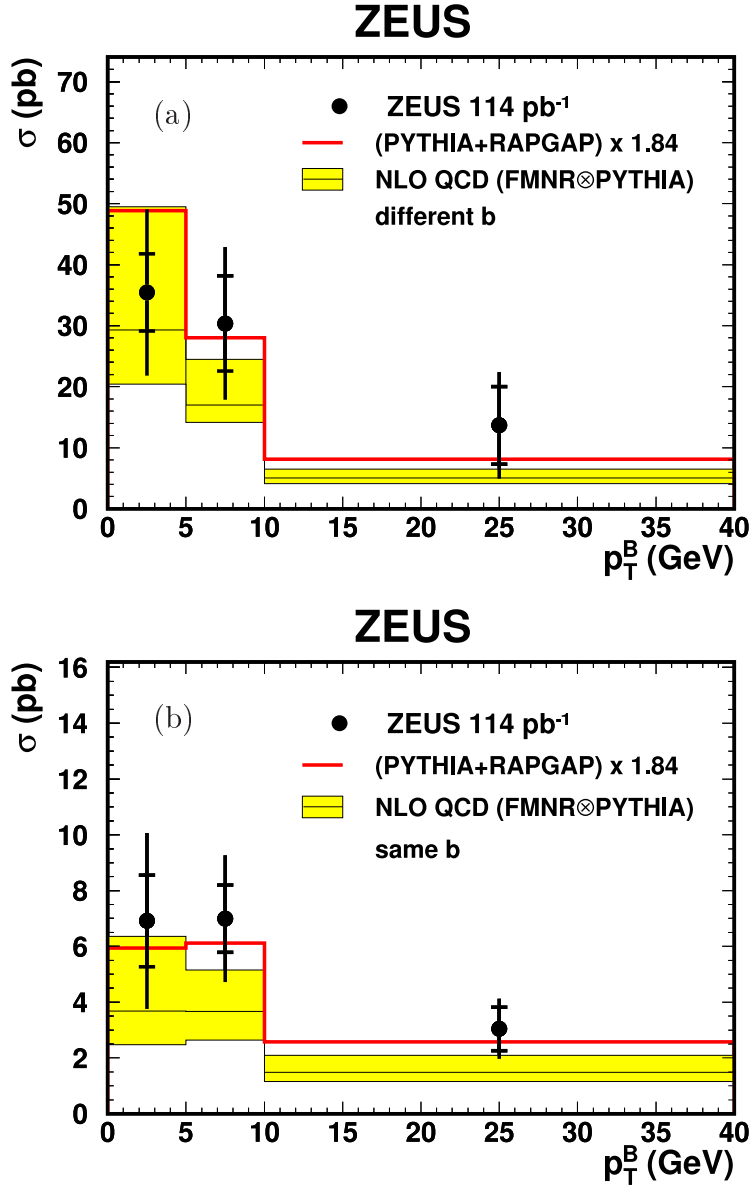 ZEUS
σ (pb)
70
60
50
40
30
20
10
0
(a)
ZEUS 114 pb-1
(PYTHIA+RAPGAP) x 1.84
NLO QCD (FMNR⊗PYTHIA)
different b
0 5 10 15 20 25 30 35 40
pTB (GeV)
ZEUS
σ (pb)
16
14
12
10
8
6
4
2
0
(b)
ZEUS 114 pb-1
(PYTHIA+RAPGAP) x 1.84
NLO QCD (FMNR⊗PYTHIA)
same b
0 5 10 15 20 25 30 35 40
pTB (GeV)